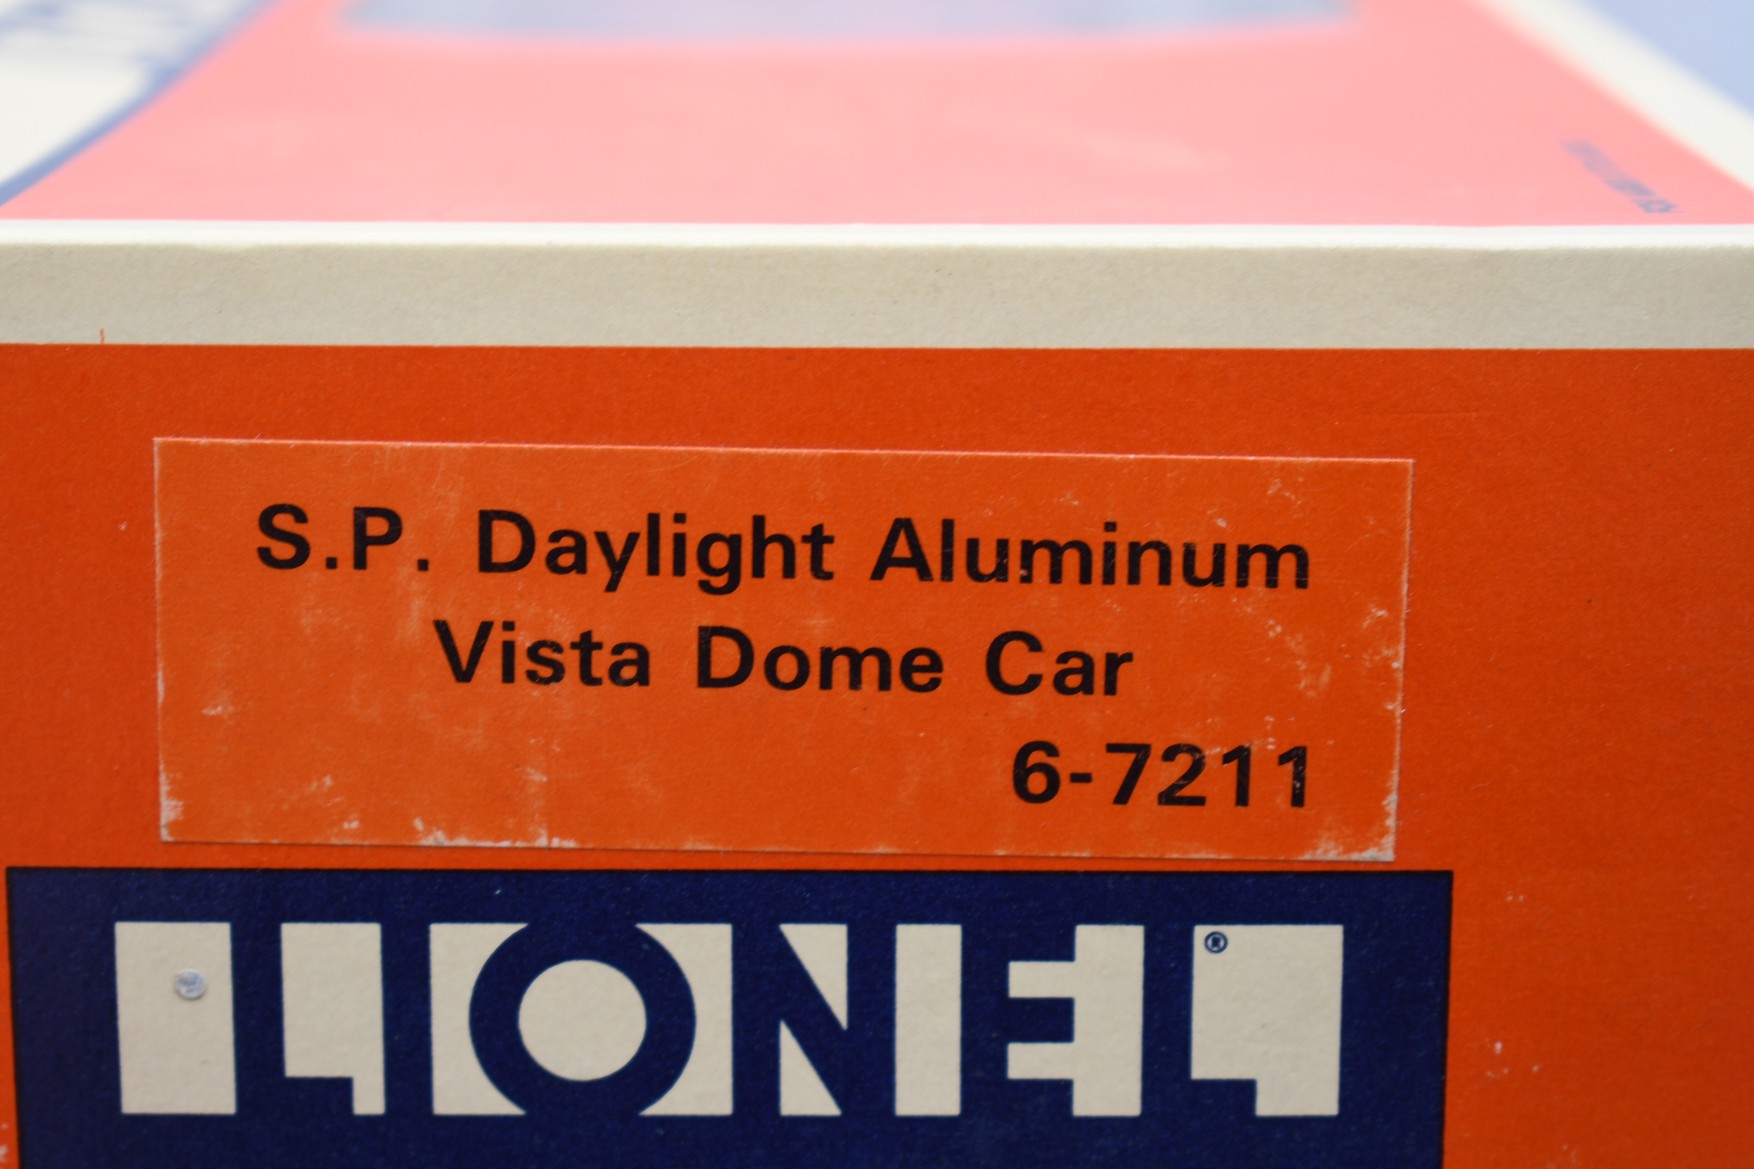 S.P. Daylight Aluminum
Vista Dome Car
6-7211
LIONEL®